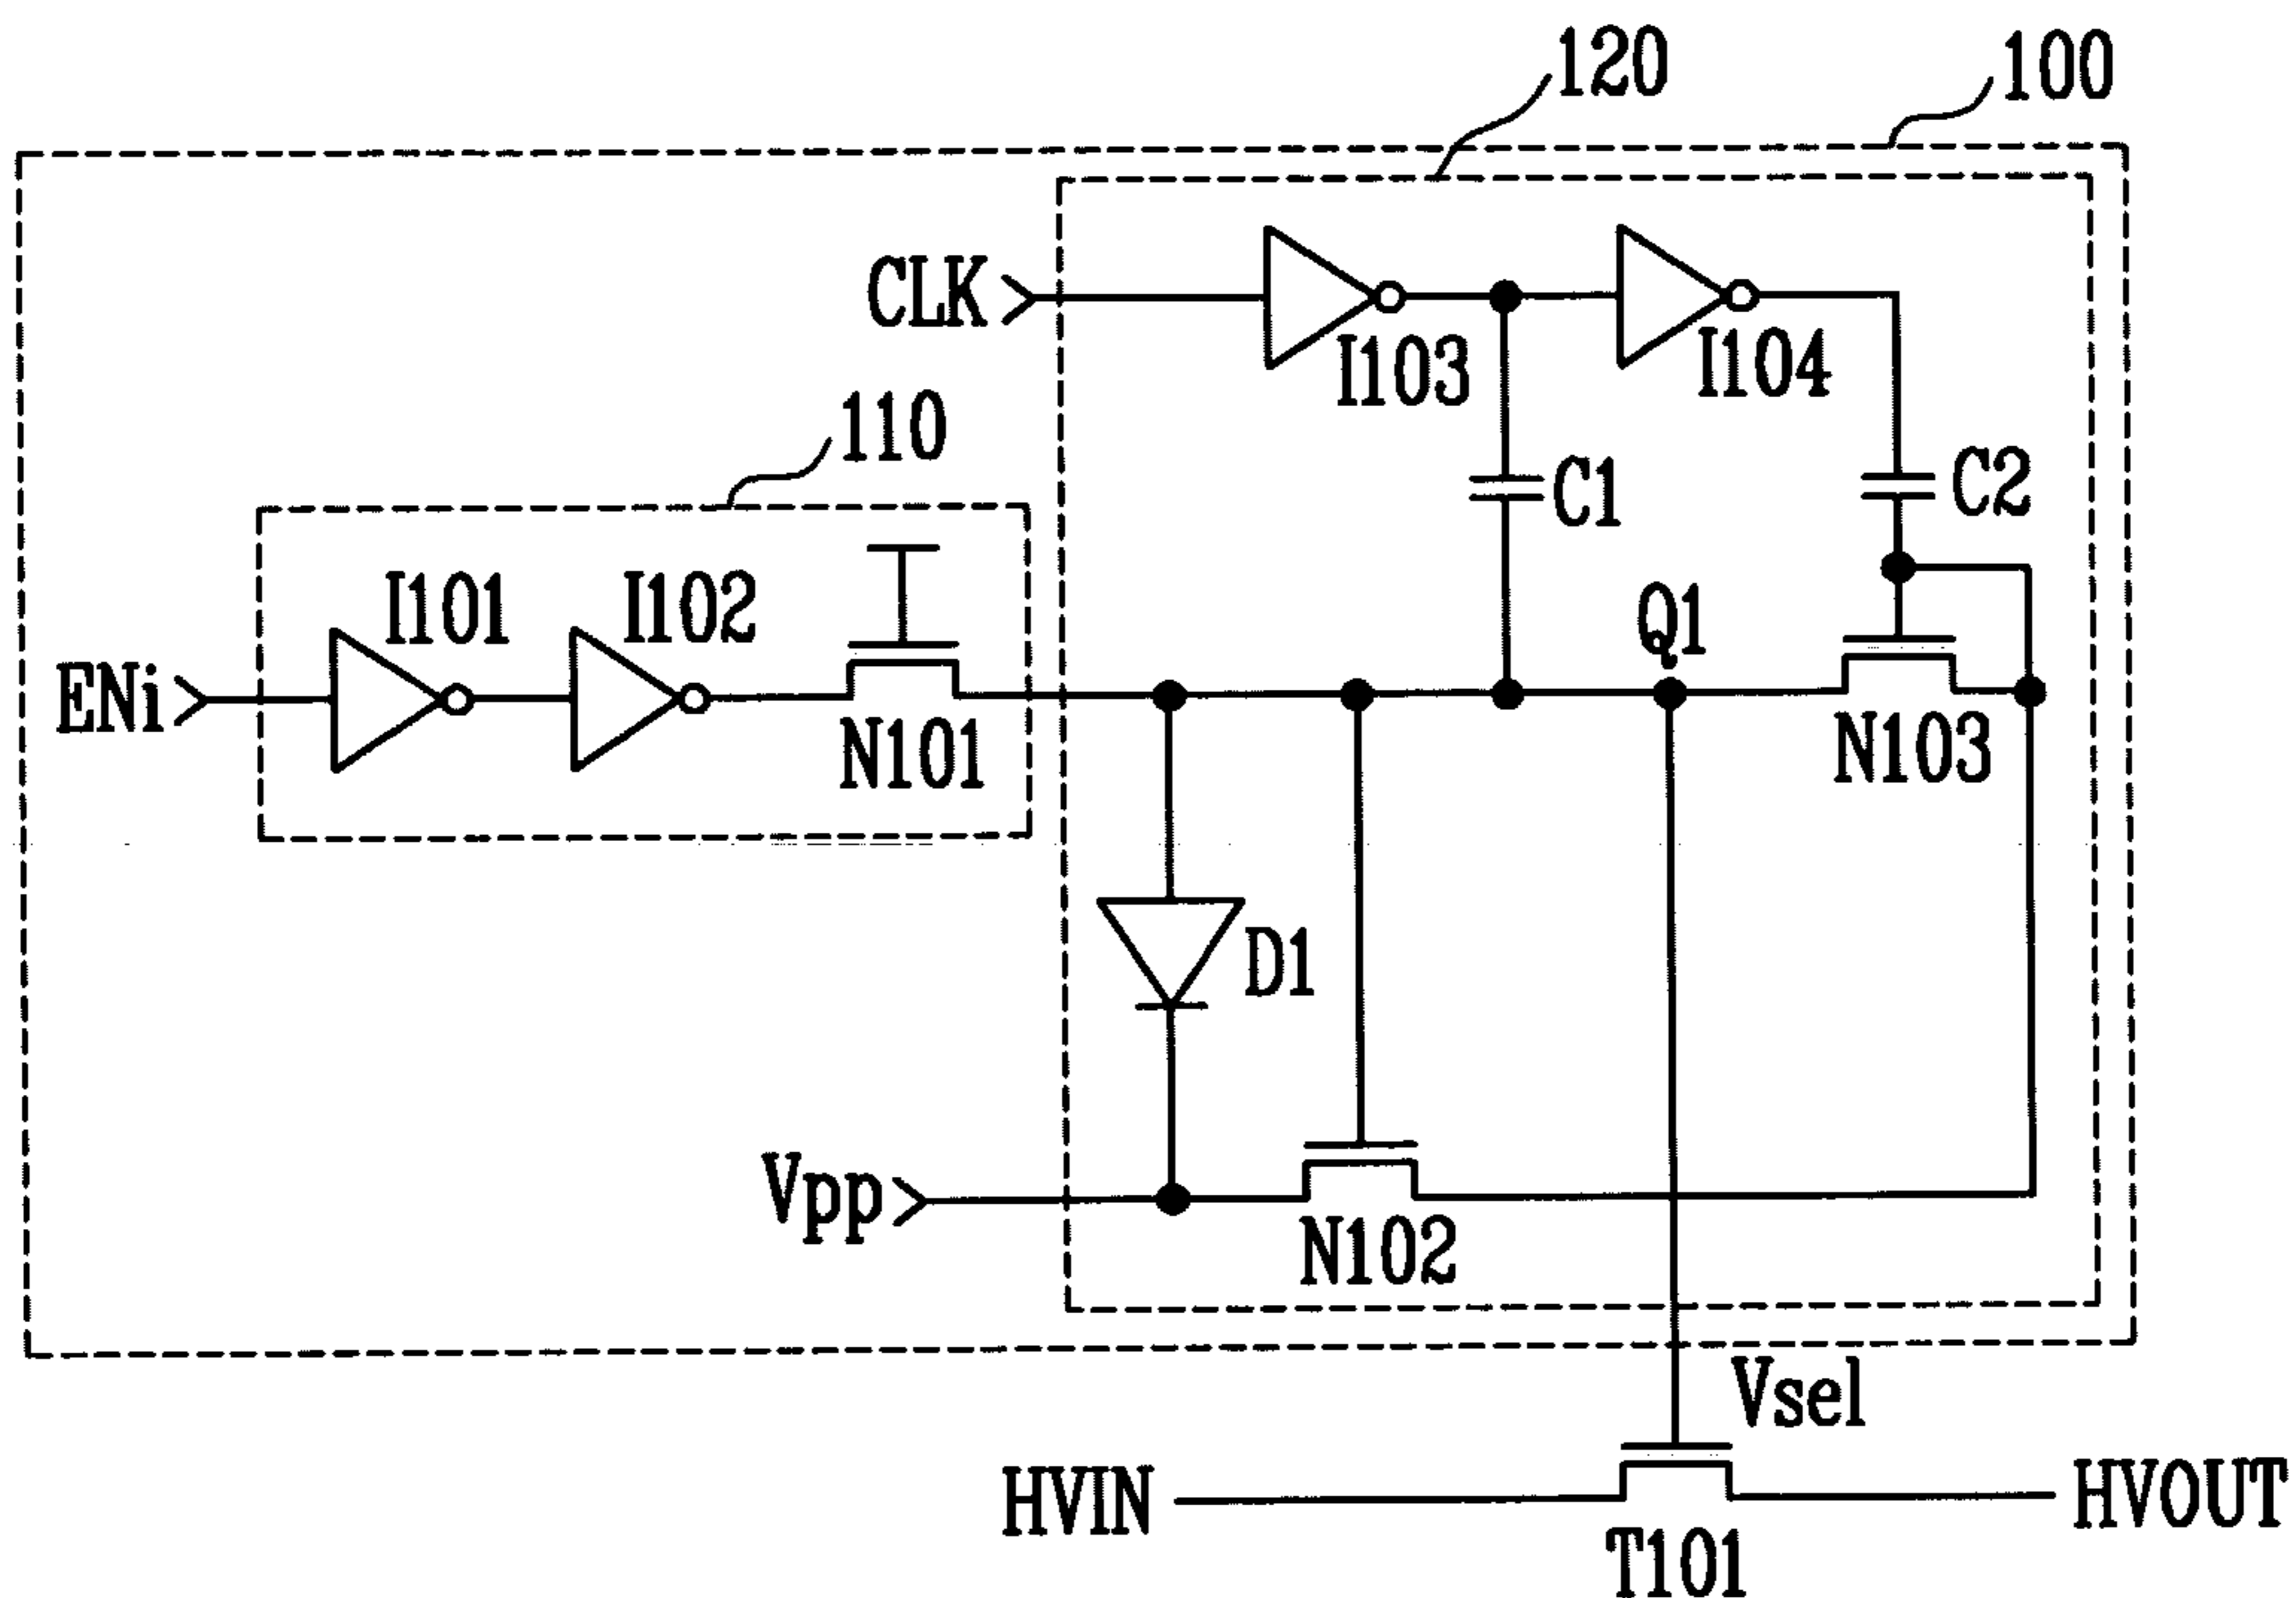 120
100
CLK
I103
I104
110
C1
C2
I101
I102
Q1
ENi
N101
N103
D1
Vpp
N102
Vsel
HVIN
HVOUT
T101